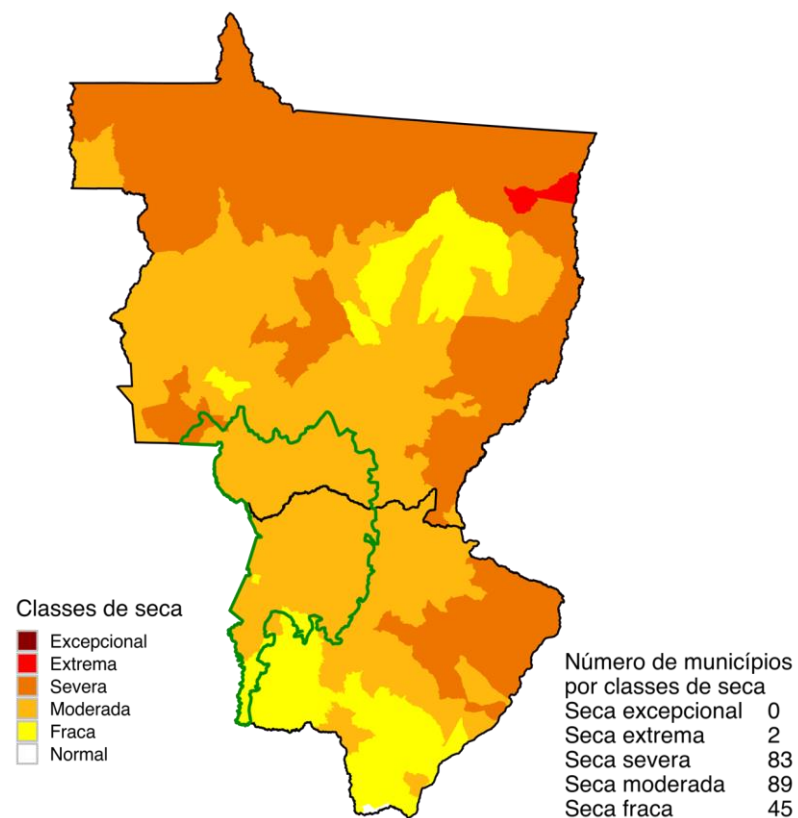 Classes de seca
Excepcional
Extrema
Severa
Moderada
Fraca
Normal
Número de municípios
por classes de seca
Seca excepcional 0
Seca extrema 2
Seca severa 83
Seca moderada 89
Seca fraca 45